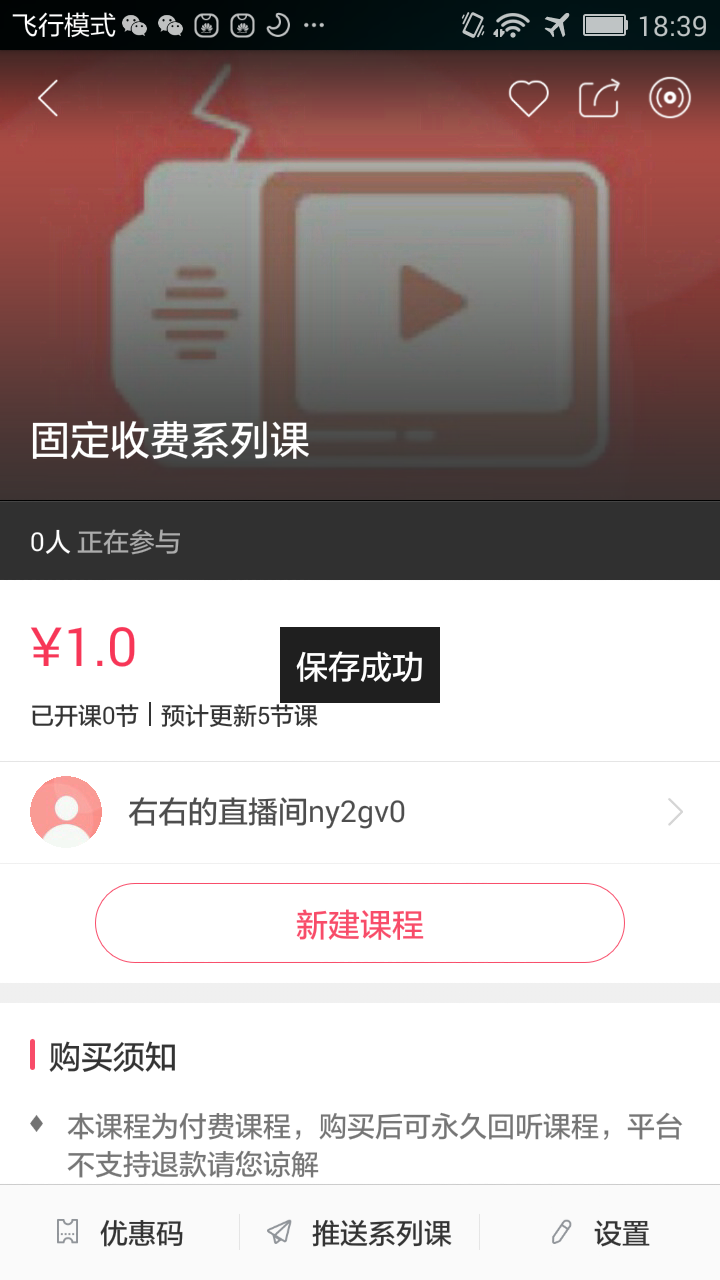 飞行模式 ··· 18:39
固定收费系列课
0人 正在参与
¥1.0
保存成功
已开课0节 | 预计更新5节课
右右的直播间ny2gv0
新建课程
购买须知
本课程为付费课程，购买后可永久回听课程，平台
不支持退款请您谅解
优惠码 推送系列课 设置